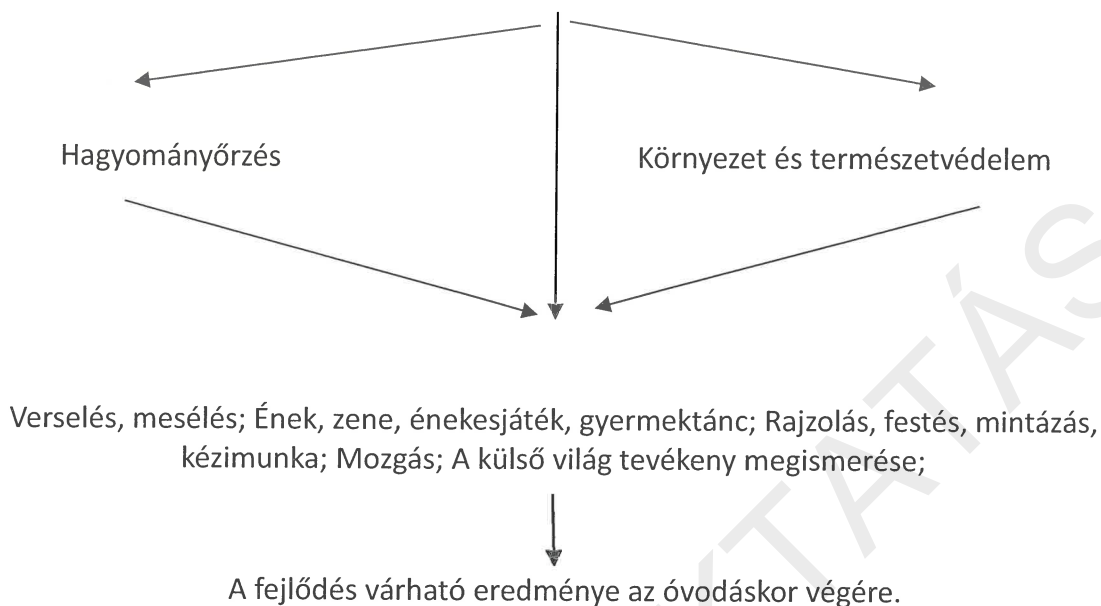 Hagyományőrzés
Környezet és természetvédelem
Verselés, mesélés; Ének, zene, énekesjáték, gyermektánc; Rajzolás, festés, mintázás,
kézimunka; Mozgás; A külső világ tevékeny megismerése;
A fejlődés várható eredménye az óvodáskor végére.